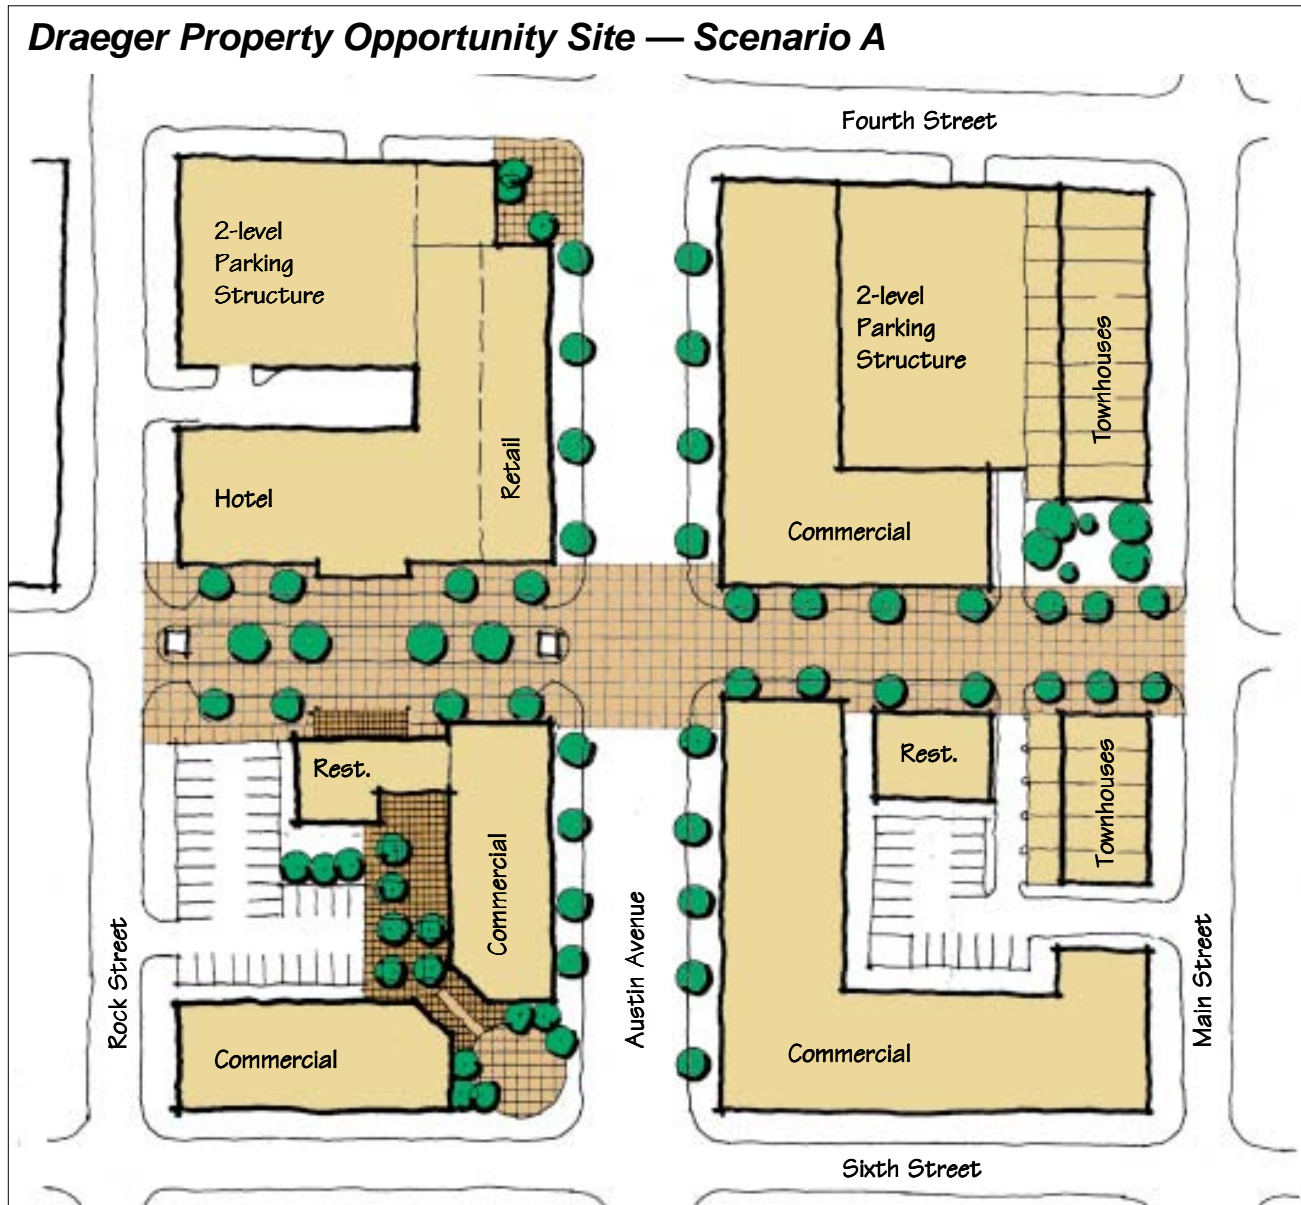 Draeger Property Opportunity Site — Scenario A
Fourth Street
2-level
Parking
Structure
2-level
Parking
Structure
Townhouses
Retail
Hotel
Commercial
Rest.
Rest.
Townhouses
Commercial
Rock Street
Austin Avenue
Main Street
Commercial
Commercial
Sixth Street